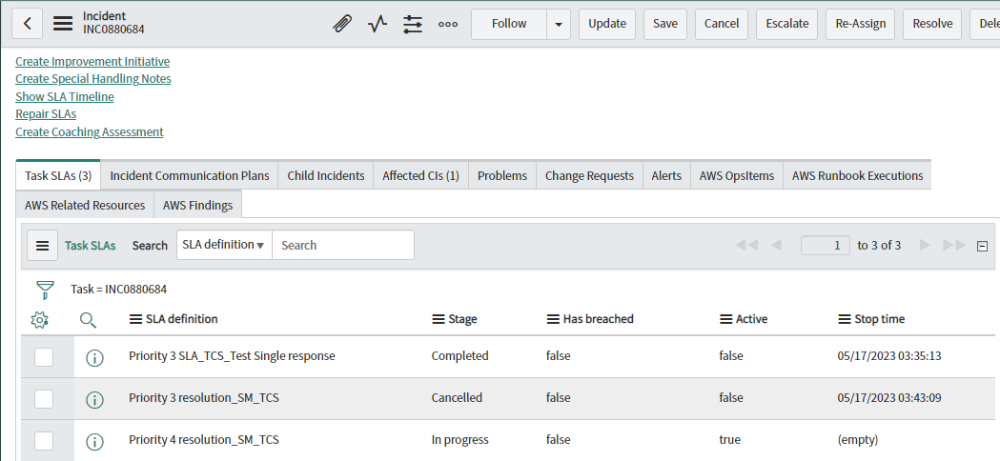 Incident
INC0880684
Follow Update Save Cancel Escalate Re-Assign Resolve Dele
Create Improvement Initiative
Create Special Handling Notes
Show SLA Timeline
Repair SLAs
Create Coaching Assessment
Task SLAs (3) Incident Communication Plans Child Incidents Affected CIs (1) Problems Change Requests Alerts AWS OpsItems AWS Runbook Executions
AWS Related Resources AWS Findings
Task SLAs Search SLA definition Search 1 to 3 of 3
Task = INC0880684
SLA definition Stage Has breached Active Stop time
Priority 3 SLA_TCS_Test Single response Completed false false 05/17/2023 03:35:13
Priority 3 resolution_SM_TCS Cancelled false false 05/17/2023 03:43:09
Priority 4 resolution_SM_TCS In progress false true (empty)